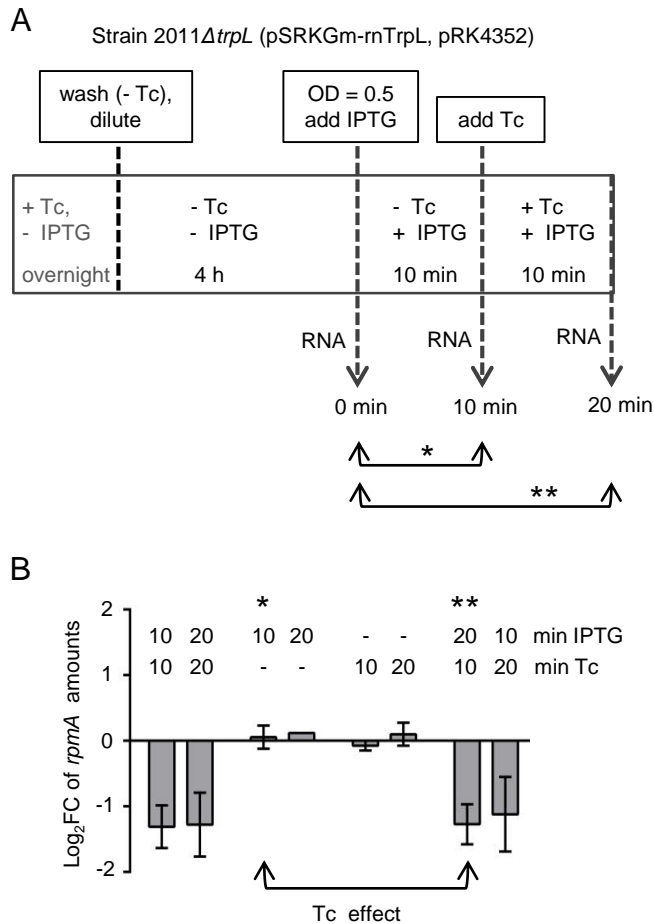 A
Strain 2011ΔtrpL (pSRKGm-rnTrpL, pRK4352)
wash (- Tc),
dilute
OD = 0.5
add IPTG
add Tc
+ Tc,
- IPTG
overnight
- Tc
- IPTG
4 h
- Tc
+ IPTG
10 min
+ Tc
+ IPTG
10 min
RNA RNA RNA
0 min 10 min 20 min
*
**
B
Log2FC of rpmA amounts
2
1
0
-1
-2
* **
10 20 10 20 - - 20 10 min IPTG
10 20 - - 10 20 10 20 min Tc
Tc effect